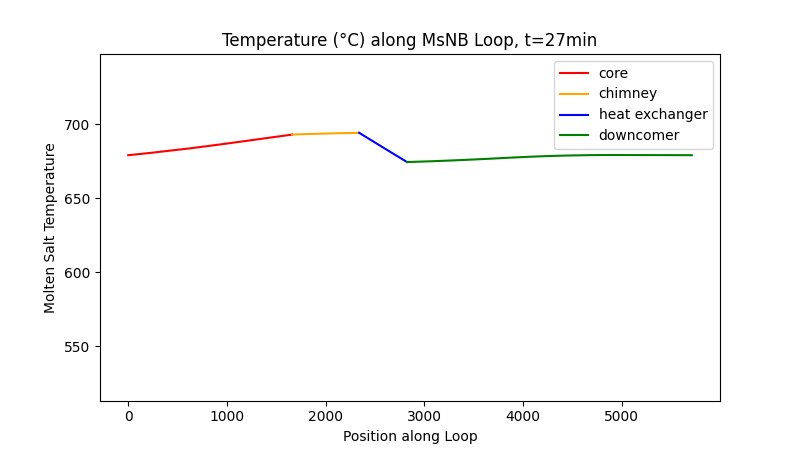 Temperature (°C) along MsNB Loop, t=27min
core
chimney
heat exchanger
downcomer
700
650
600
550
Molten Salt Temperature
0 1000 2000 3000 4000 5000
Position along Loop